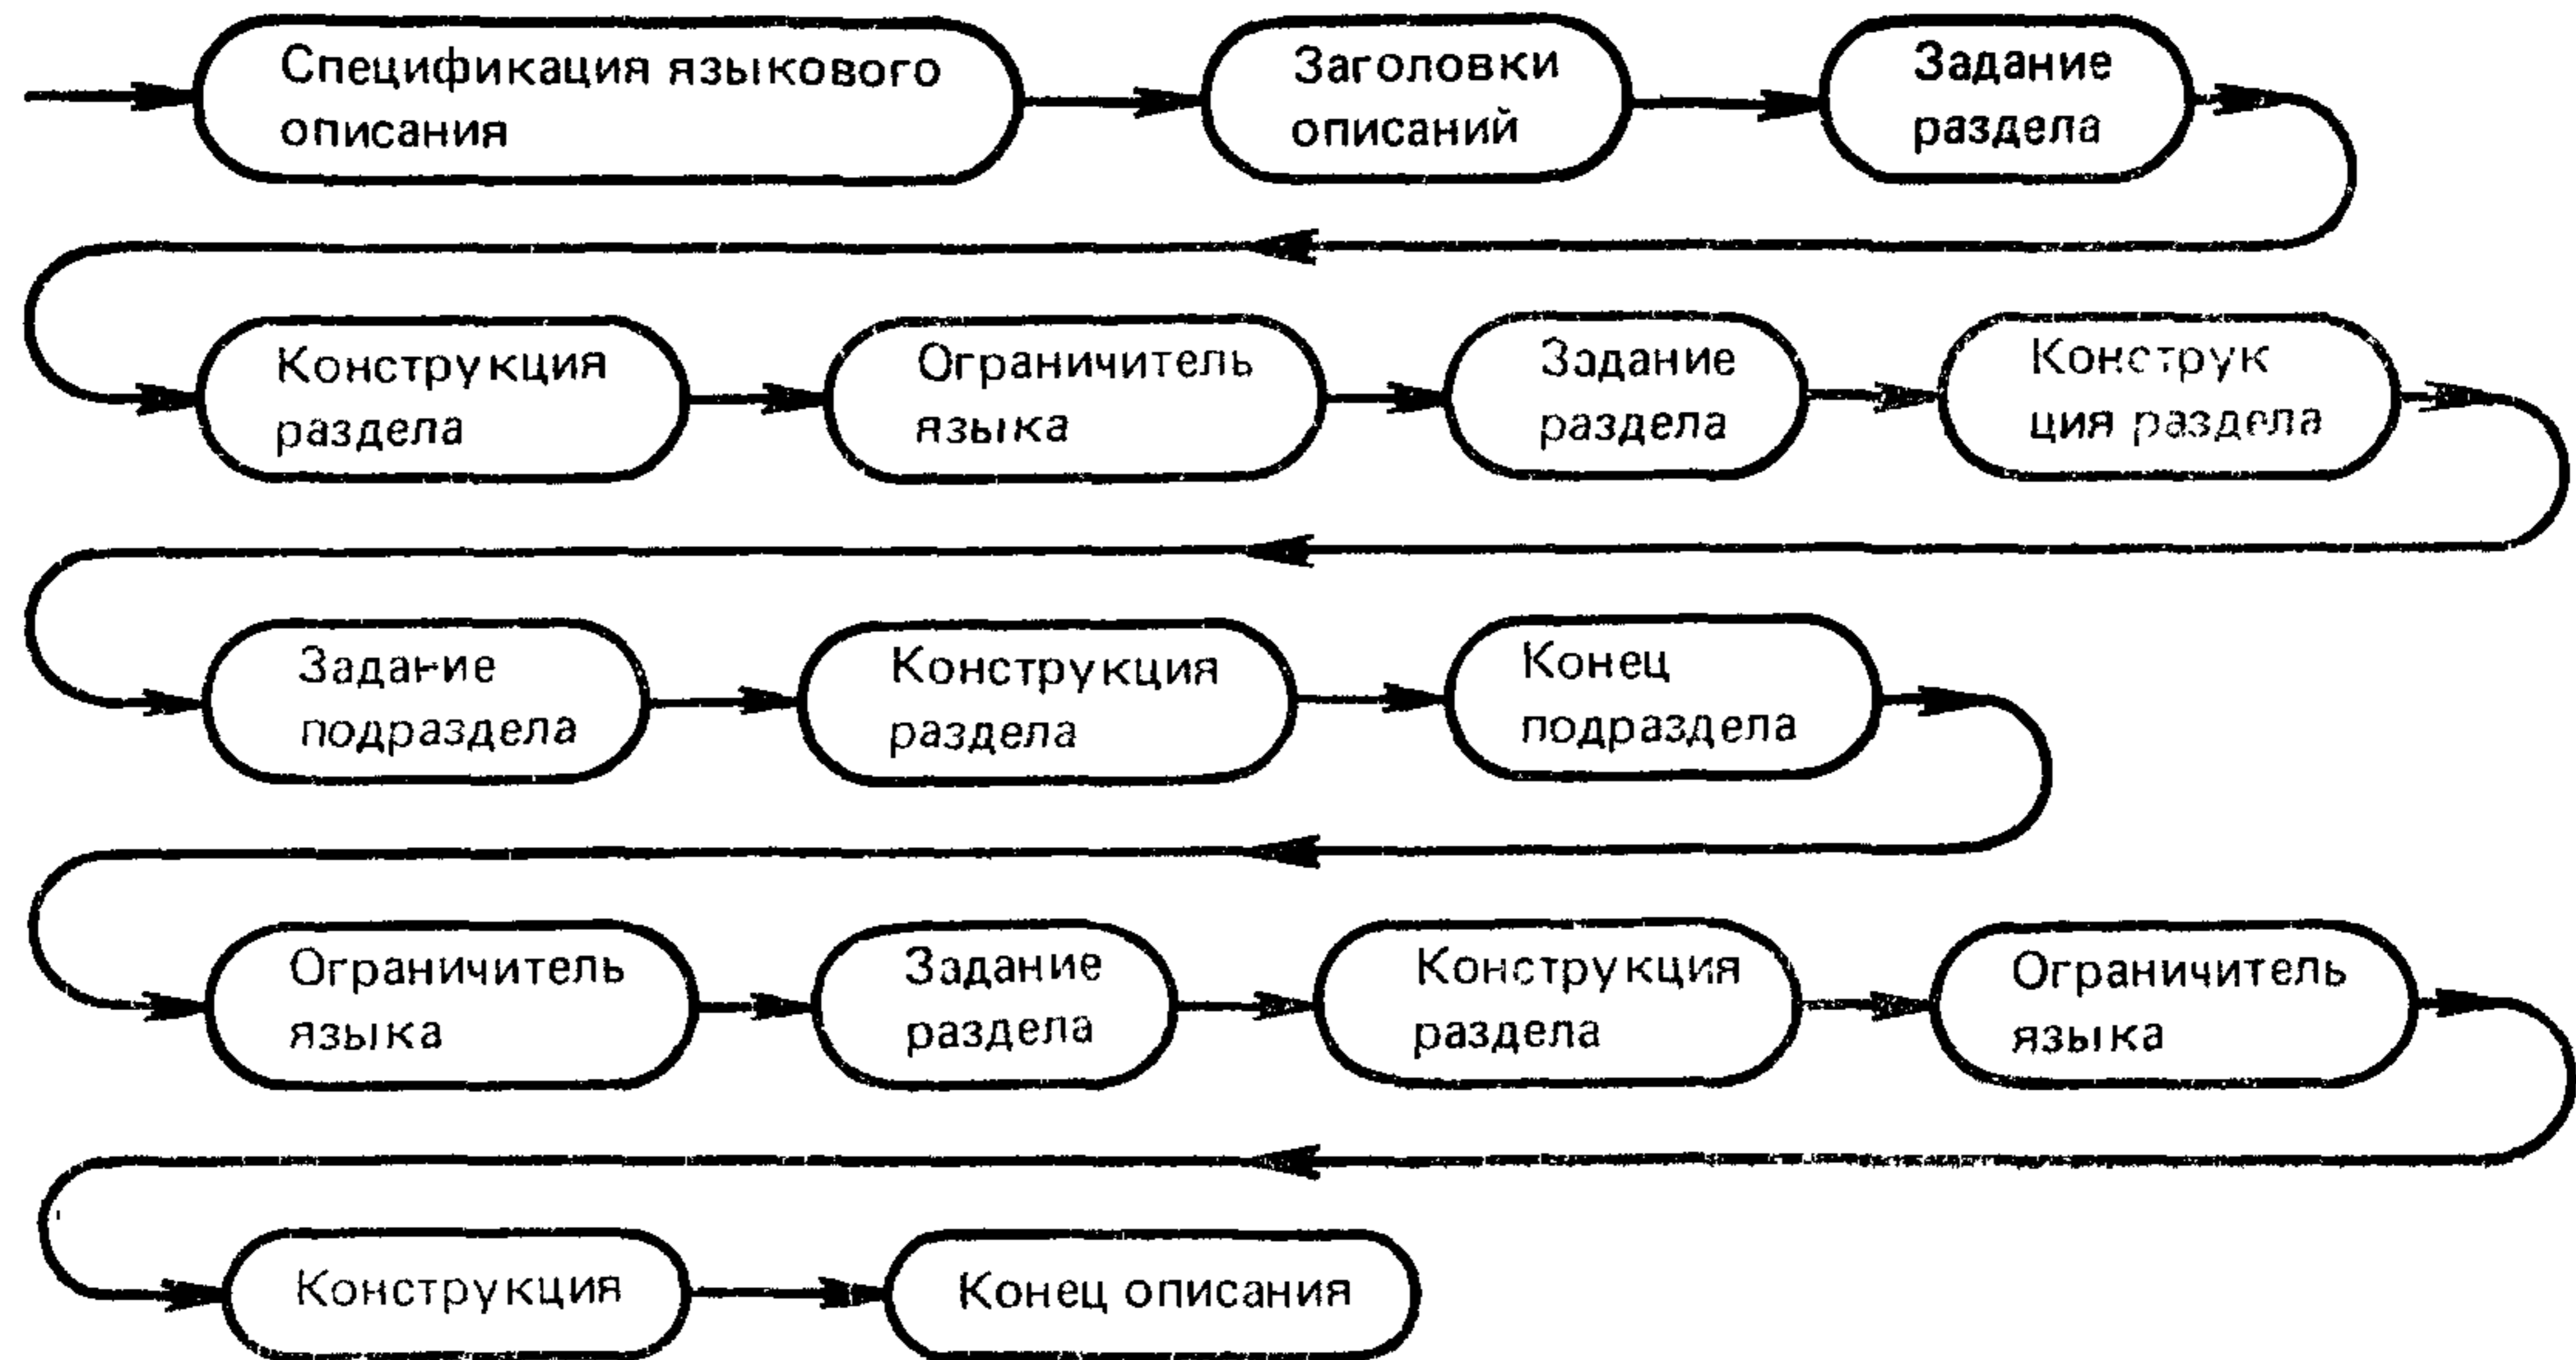 Спецификация языкового
описания
Заголовки
описаний
Задание
раздела
Конструкция
раздела
Ограничитель
языка
Задание
раздела
Конструк
ция раздела
Задание
подраздела
Конструкция
раздела
Конец
подраздела
Ограничитель
языка
Задание
раздела
Конструкция
раздела
Ограничитель
языка
Конструкция
Конец описания